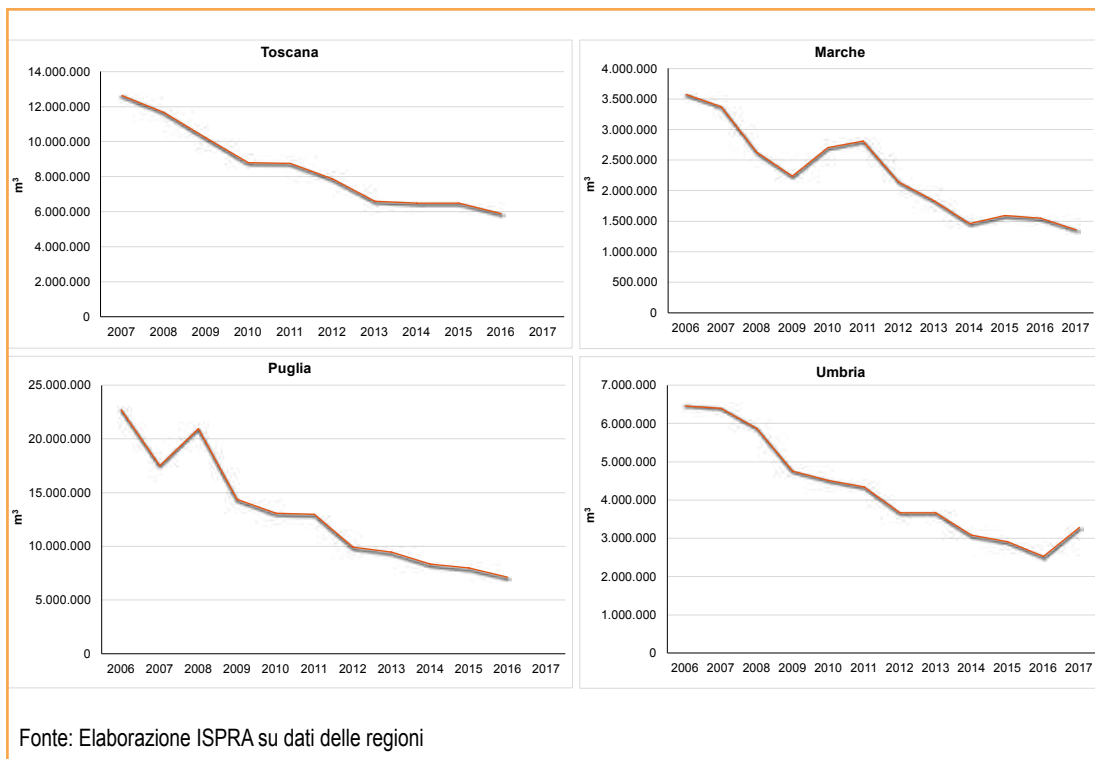 Toscana
14.000.000
12.000.000
10.000.000
8.000.000
6.000.000
4.000.000
2.000.000
0
m³
2007 2008 2009 2010 2011 2012 2013 2014 2015 2016 2017
Marche
4.000.000
3.500.000
3.000.000
2.500.000
2.000.000
1.500.000
1.000.000
500.000
0
m³
2006 2007 2008 2009 2010 2011 2012 2013 2014 2015 2016 2017
Puglia
25.000.000
20.000.000
15.000.000
10.000.000
5.000.000
0
m³
2006 2007 2008 2009 2010 2011 2012 2013 2014 2015 2016 2017
Umbria
7.000.000
6.000.000
5.000.000
4.000.000
3.000.000
2.000.000
1.000.000
0
m³
2006 2007 2008 2009 2010 2011 2012 2013 2014 2015 2016 2017
Fonte: Elaborazione ISPRA su dati delle regioni